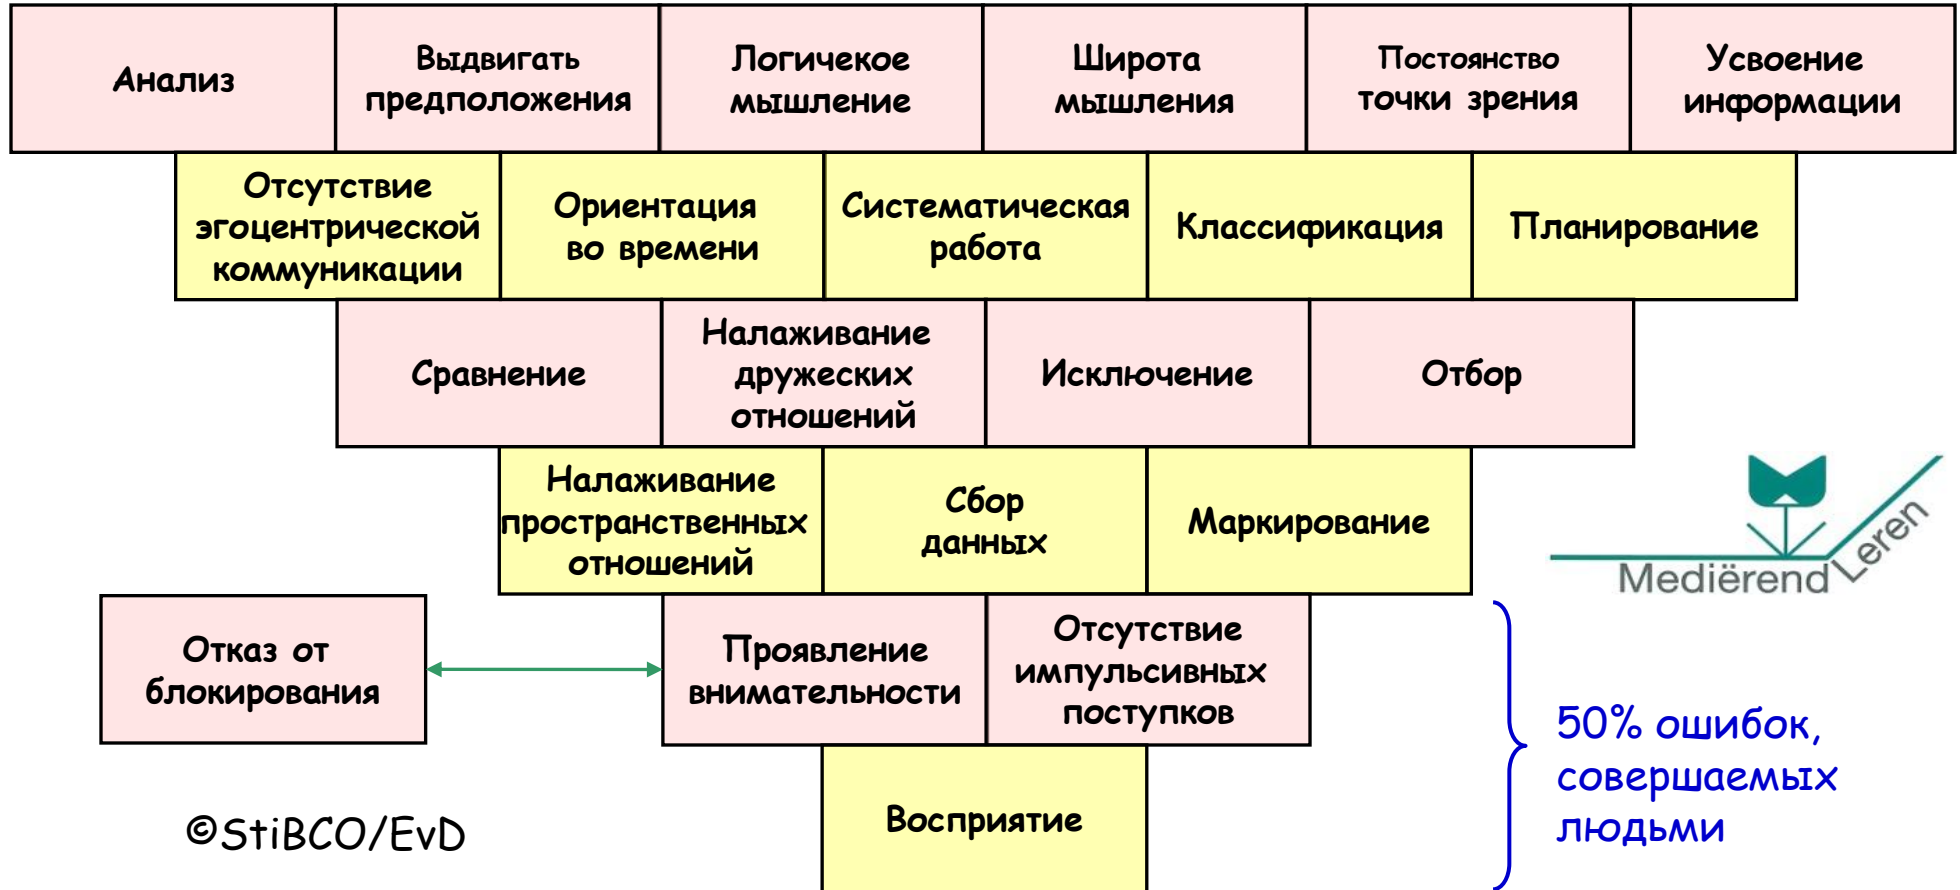 Анализ
Выдвигать
предположения
Логичекое
мышление
Широта
мышления
Постоянство
точки зрения
Усвоение
информации
Отсутствие
эгоцентрической
коммуникации
Ориентация
во времени
Систематическая
работа
Классификация
Планирование
Сравнение
Налаживание
дружеских
отношений
Исключение
Отбор
Налаживание
пространственных
отношений
Сбор
данных
Маркирование
Mediërend Leren
Отказ от
блокирования
Проявление
внимательности
Отсутствие
импульсивных
поступков
50% ошибок,
совершаемых
людьми
Восприятие
©StiBCO/EvD